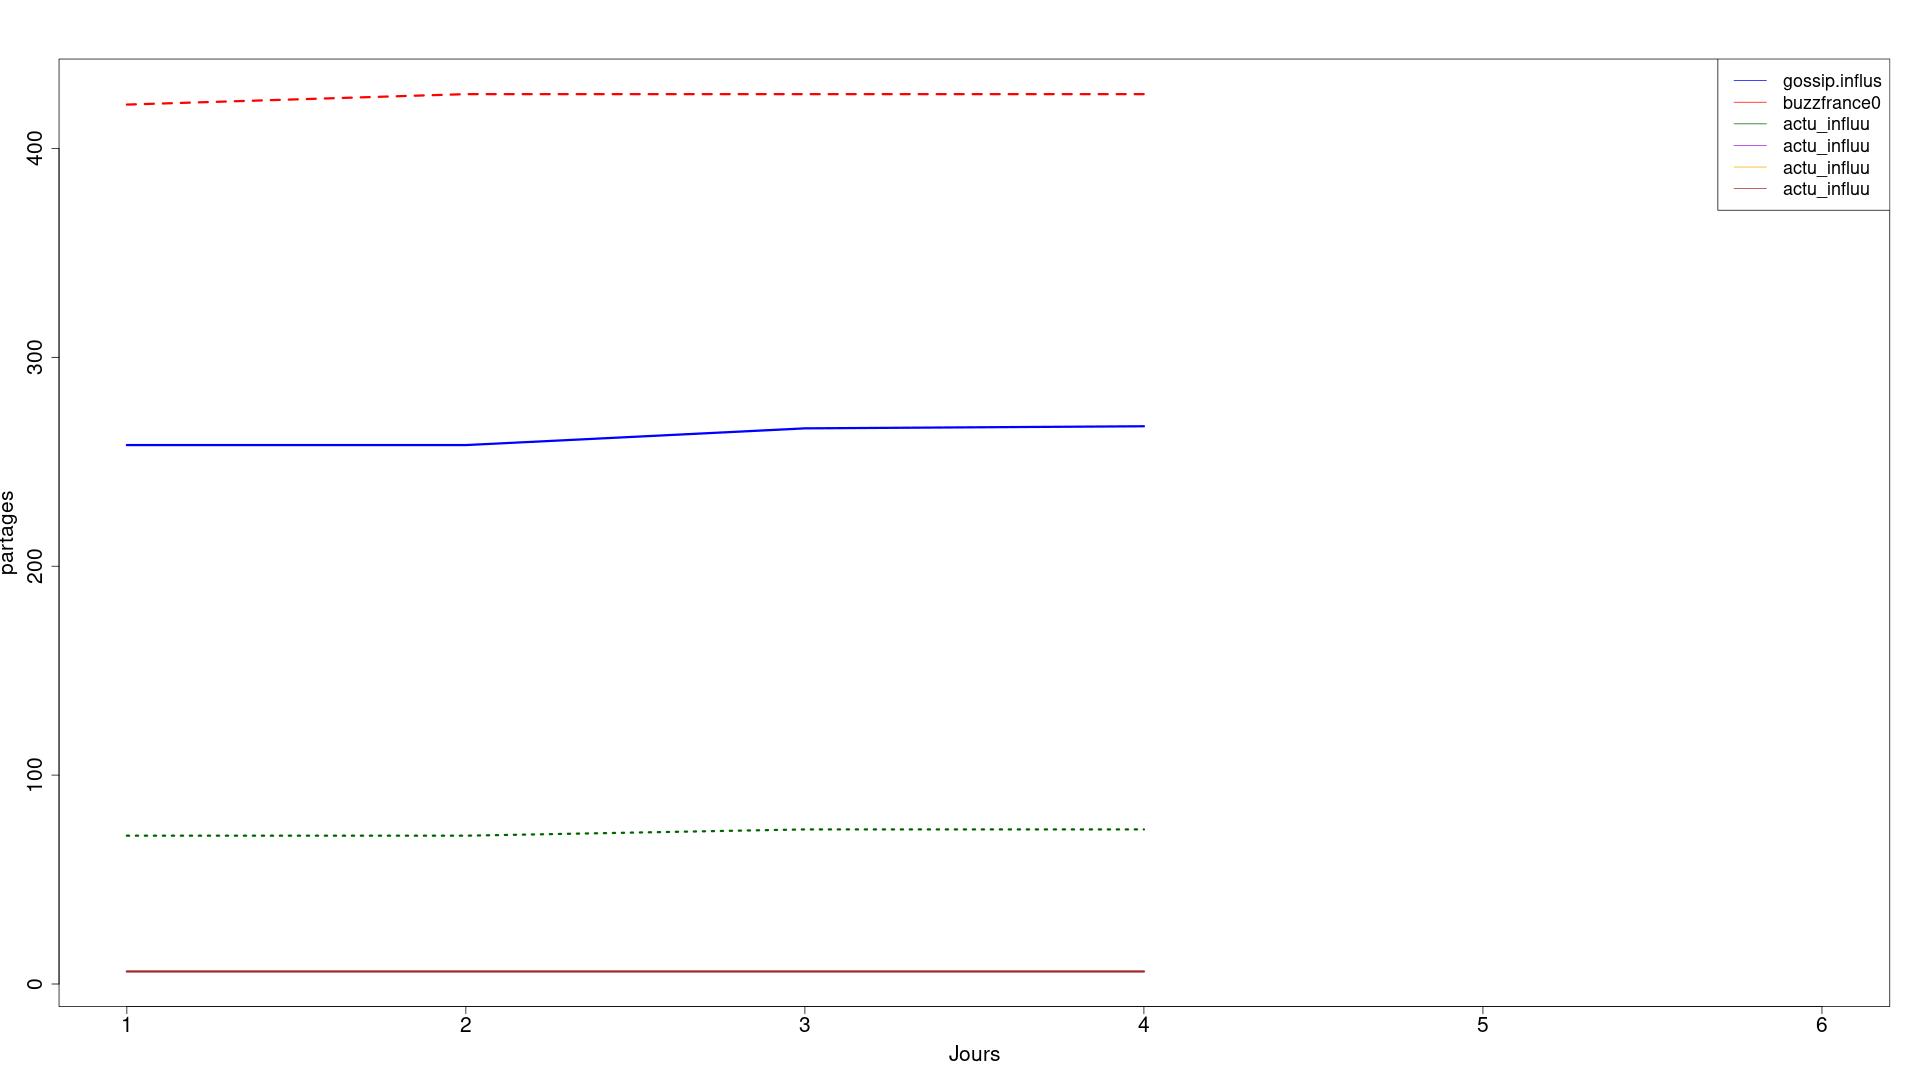 gossip.influs
buzzfrance0
actu_influu
actu_influu
actu_influu
actu_influu
400
300
200
100
0
partages
1 2 3 4 5 6
Jours